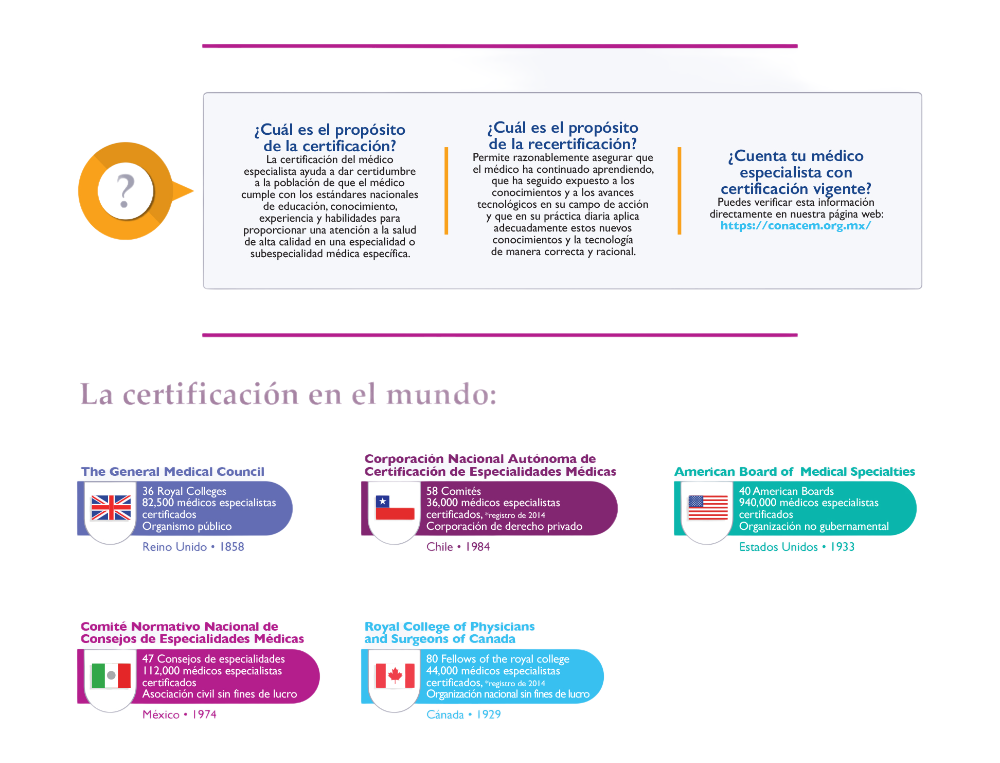 ?
¿Cuál es el propósito
de la certificación?
La certificación del médico
especialista ayuda a dar certidumbre
a la población de que el médico
cumple con los estándares nacionales
de educación, conocimiento,
experiencia y habilidades para
proporcionar una atención a la salud
de alta calidad en una especialidad o
subespecialidad médica específica.
¿Cuál es el propósito
de la recertificación?
Permite razonablemente asegurar que
el médico ha continuado aprendiendo,
que ha seguido expuesto a los
conocimientos y a los avances
tecnológicos en su campo de acción
y que en su práctica diaria aplica
adecuadamente estos nuevos
conocimientos y la tecnología
de manera correcta y racional.
¿Cuenta tu médico
especialista con
certificación vigente?
Puedes verificar esta información
directamente en nuestra página web:
https://conacem.org.mx/
La certificación en el mundo:
The General Medical Council
36 Royal Colleges
82,500 médicos especialistas
certificados
Organismo público
Reino Unido • 1858
Corporación Nacional Autónoma de
Certificación de Especialidades Médicas
58 Comités
36,000 médicos especialistas
certificados, *registro de 2014
Corporación de derecho privado
Chile • 1984
American Board of Medical Specialties
40 American Boards
940,000 médicos especialistas
certificados
Organización no gubernamental
Estados Unidos • 1933
Comité Normativo Nacional de
Consejos de Especialidades Médicas
47 Consejos de especialidades
112,000 médicos especialistas
certificados
Asociación civil sin fines de lucro
México • 1974
Royal College of Physicians
and Surgeons of Canada
80 Fellows of the royal college
44,000 médicos especialistas
certificados, *registro de 2014
Organización nacional sin fines de lucro
Cánada • 1929